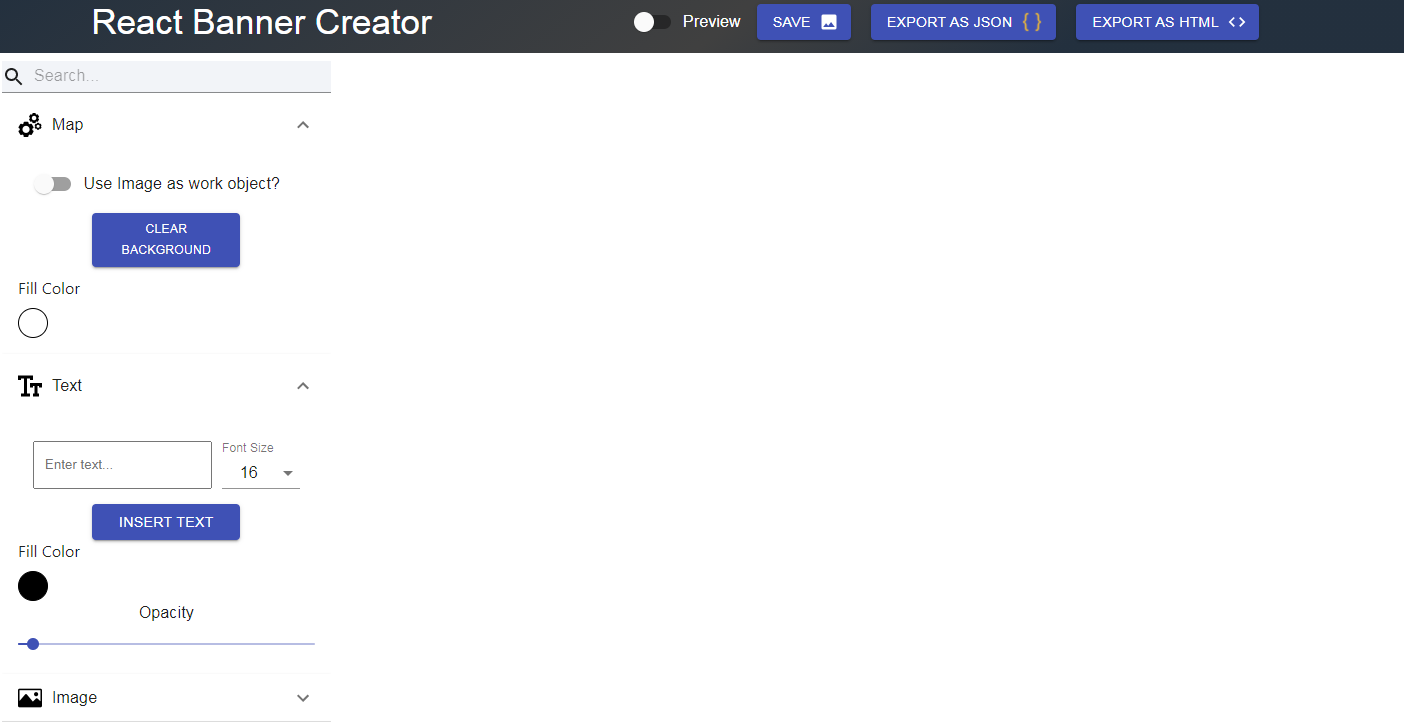 React Banner Creator
Preview
SAVE
EXPORT AS JSON { }
EXPORT AS HTML <>
Search...
Map
Use Image as work object?
CLEAR
BACKGROUND
Fill Color
Text
Enter text...
Font Size
16
INSERT TEXT
Fill Color
Opacity
Image